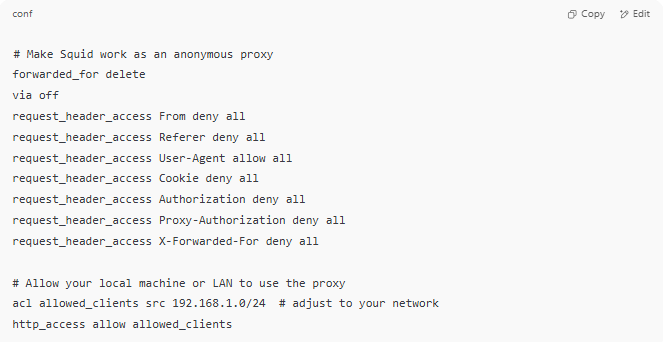 conf
Copy
Edit
# Make Squid work as an anonymous proxy
forwarded_for delete
via off
request_header_access From deny all
request_header_access Referer deny all
request_header_access User-Agent allow all
request_header_access Cookie deny all
request_header_access Authorization deny all
request_header_access Proxy-Authorization deny all
request_header_access X-Forwarded-For deny all
# Allow your local machine or LAN to use the proxy
acl allowed_clients src 192.168.1.0/24  # adjust to your network
http_access allow allowed_clients